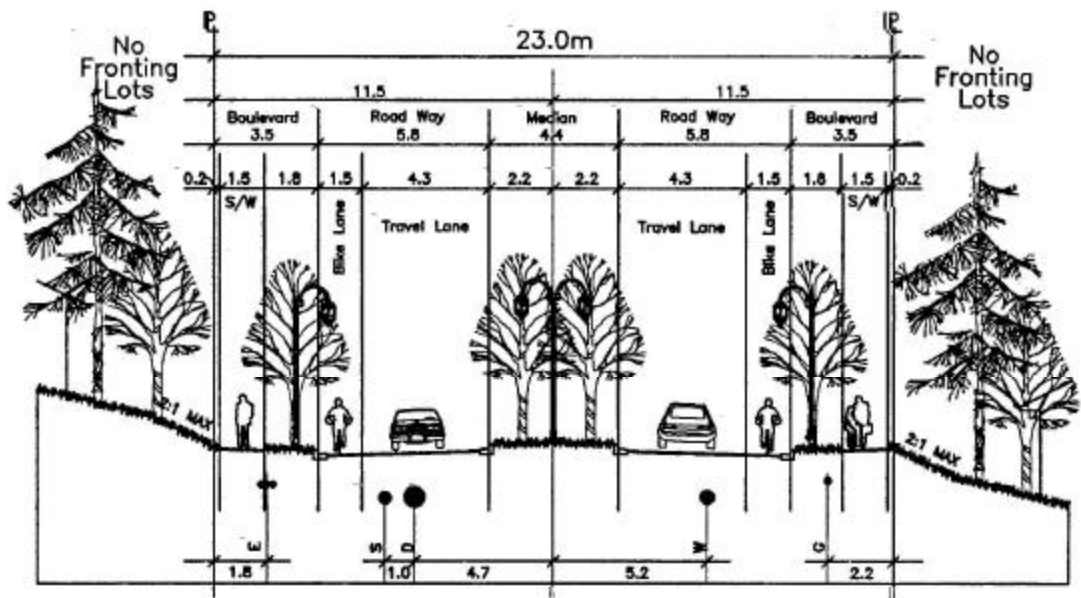 PL
PL
No
Fronting
Lots
23.0m
No
Fronting
Lots
11.5 11.5
Boulevard Road Way Median Road Way Boulevard
3.5 5.8 4.4 5.8 3.5
0.2 1.5 1.8 1.5 4.3 2.2 2.2 4.3 1.5 1.8 1.5 0.2
S/W S/W
Bike Lane
Travel Lane
Travel Lane
Bike Lane
2:1 MAX
2:1 MAX
E S D W G
1.8 1.0 4.7 5.2 2.2